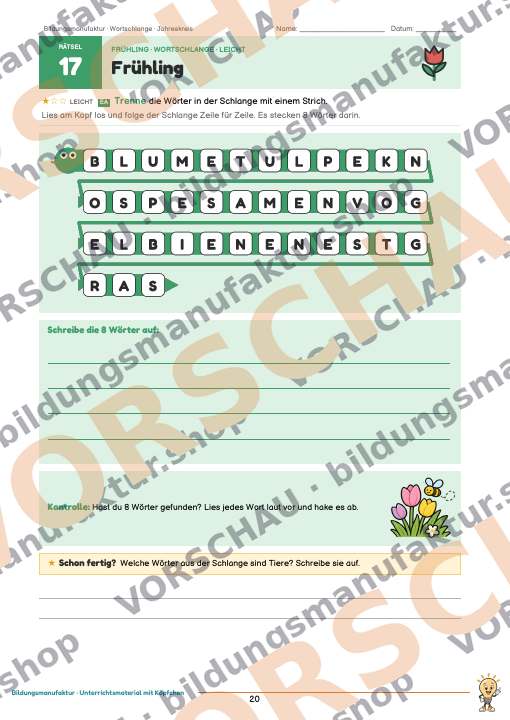 Bildungsmanufaktur · Wortschlange · Jahreskreis
Name: Datum:
RÄTSEL
17
FRÜHLING · WORTSCHLANGE · LEICHT
Frühling
LEICHT EA Trenne die Wörter in der Schlange mit einem Strich.
Lies am Kopf los und folge der Schlange Zeile für Zeile. Es stecken 8 Wörter darin.
B L U M E T U L P E K N
O S P E S A M E N V O G
E L B I E N E N E S T G
R A S
Schreibe die 8 Wörter auf:
Kontrolle: Hast du 8 Wörter gefunden? Lies jedes Wort laut vor und hake es ab.
Schon fertig? Welche Wörter aus der Schlange sind Tiere? Schreibe sie auf.
Bildungsmanufaktur · Unterrichtsmaterial mit Köpfchen
20
VORSCHAU · bildungsmanufaktur.shop
VORSCHAU